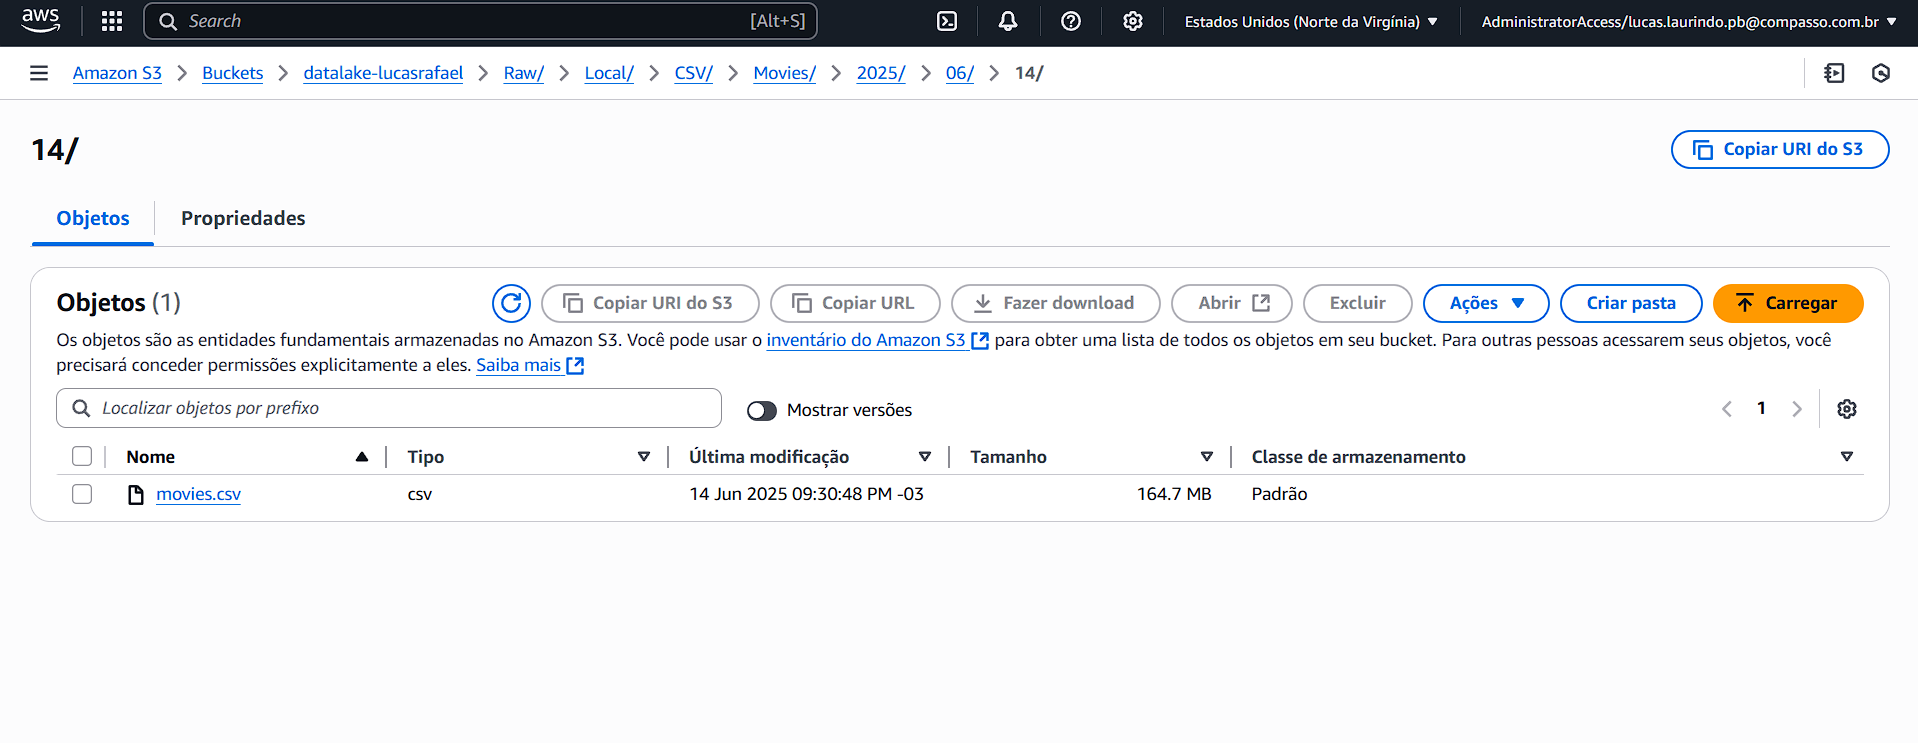 aws Search [Alt+S] Estados Unidos (Norte da Virgínia) AdministratorAccess/lucas.laurindo.pb@compasso.com.br
Amazon S3 Buckets datalake-lucasrafael Raw/ Local/ CSV/ Movies/ 2025/ 06/ 14/
14/
Copiar URI do S3
Objetos Propriedades
Objetos (1) Copiar URI do S3 Copiar URL Fazer download Abrir Excluir Ações Criar pasta Carregar
Os objetos são as entidades fundamentais armazenadas no Amazon S3. Você pode usar o inventário do Amazon S3 para obter uma lista de todos os objetos em seu bucket. Para outras pessoas acessarem seus objetos, você
precisará conceder permissões explicitamente a eles. Saiba mais
Localizar objetos por prefixo Mostrar versões 1
Nome Tipo Última modificação Tamanho Classe de armazenamento
movies.csv csv 14 Jun 2025 09:30:48 PM -03 164.7 MB Padrão